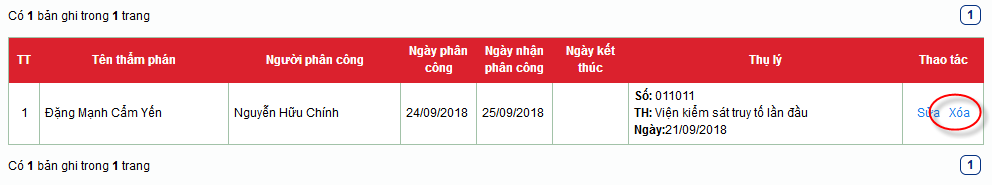 Có 1 bản ghi trong 1 trang 1
TT Tên thẩm phán Người phân công Ngày phân công Ngày nhận phân công Ngày kết thúc Thụ lý Thao tác
1 Đặng Mạnh Cẩm Yến Nguyễn Hữu Chính 24/09/2018 25/09/2018 Số: 011011
TH: Viện kiểm sát truy tố lần đầu
Ngày:21/09/2018
Sửa Xóa
Có 1 bản ghi trong 1 trang 1